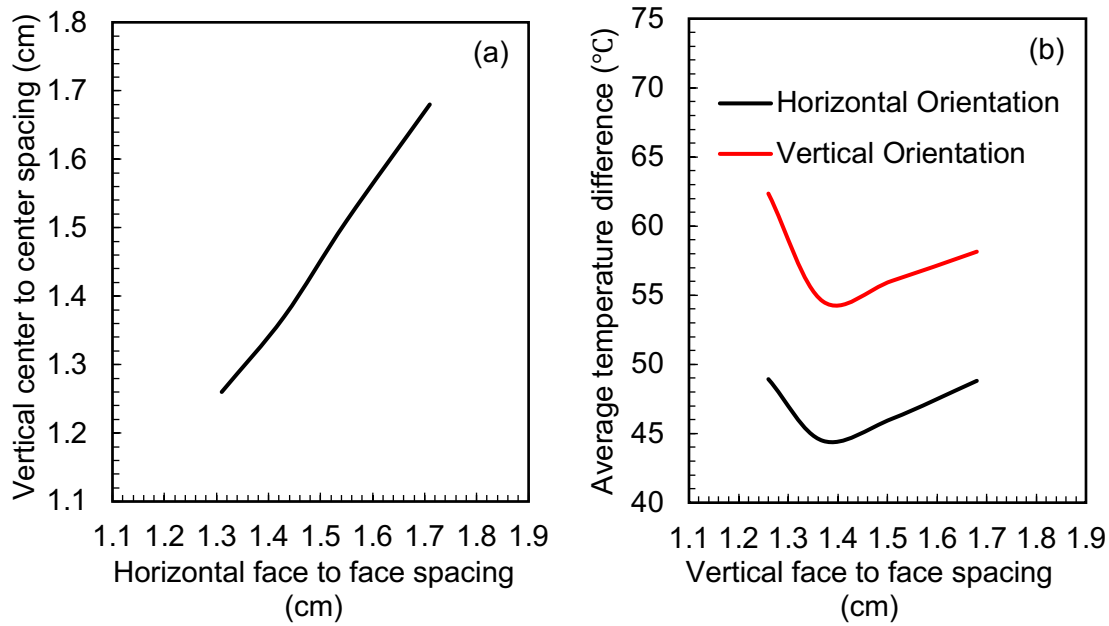 Vertical center to center spacing (cm)
1.8
1.7
1.6
1.5
1.4
1.3
1.2
1.1
(a)
1.1 1.2 1.3 1.4 1.5 1.6 1.7 1.8 1.9
Horizontal face to face spacing
(cm)
Average temperature difference (℃)
75
70
65
60
55
50
45
40
(b)
Horizontal Orientation
Vertical Orientation
1.1 1.2 1.3 1.4 1.5 1.6 1.7 1.8 1.9
Vertical face to face spacing
(cm)